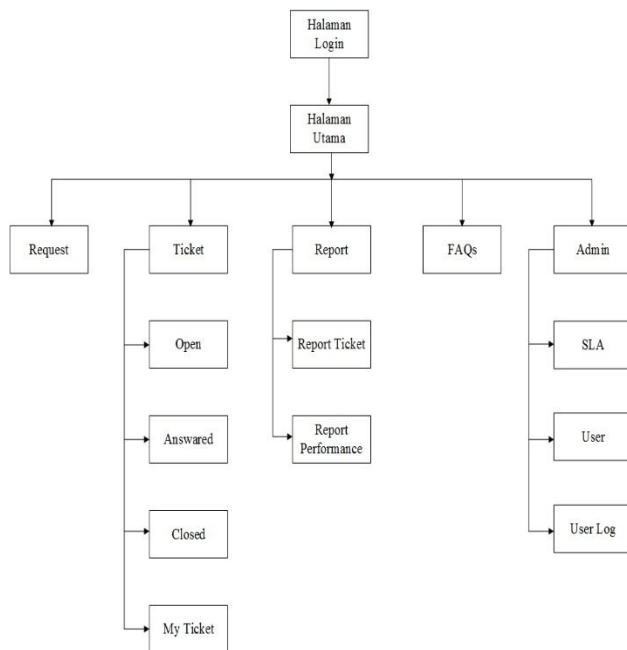 Halaman
Login
Halaman
Utama
Request
Ticket
Report
FAQs
Admin
Open
Report Ticket
SLA
Answared
Report
Performance
User
Closed
User Log
My Ticket